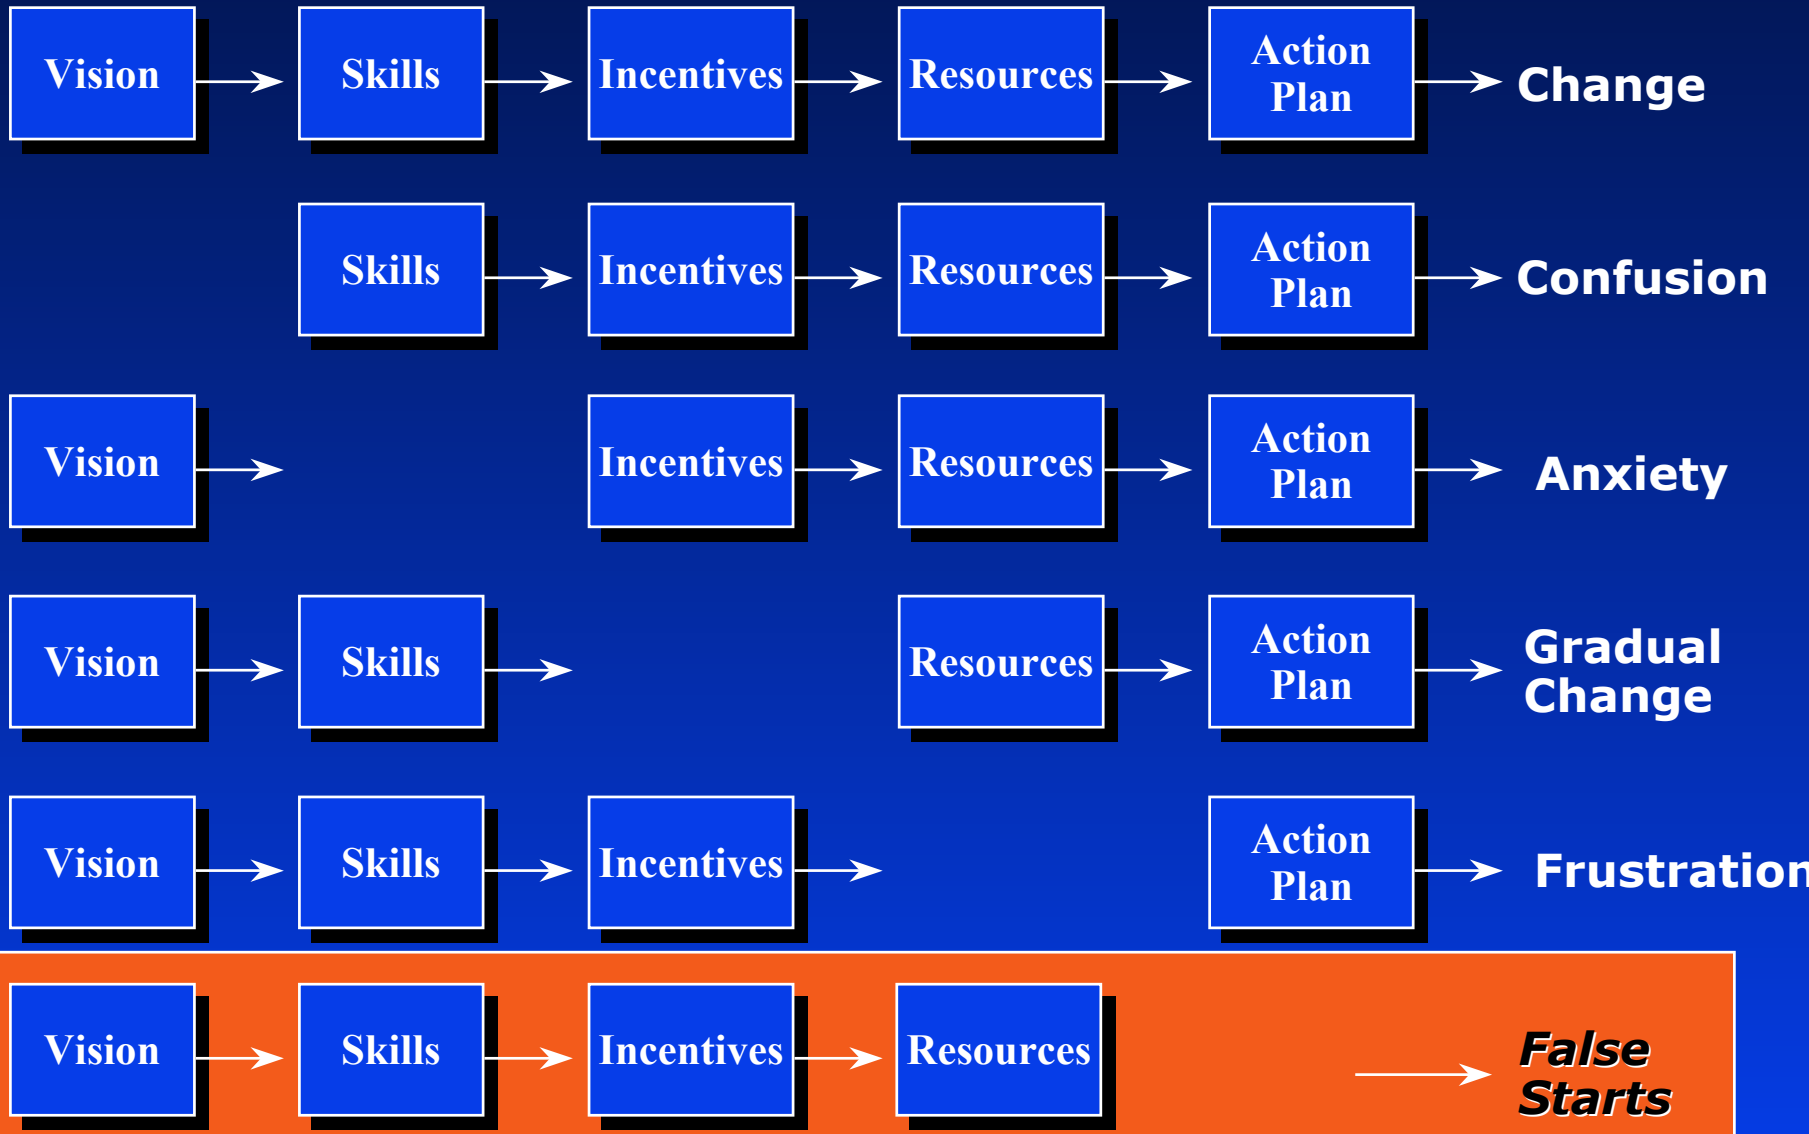 Vision Skills Incentives Resources Action Plan Change
Skills Incentives Resources Action Plan Confusion
Vision Incentives Resources Action Plan Anxiety
Vision Skills Resources Action Plan Gradual Change
Vision Skills Incentives Action Plan Frustration
Vision Skills Incentives Resources False Starts